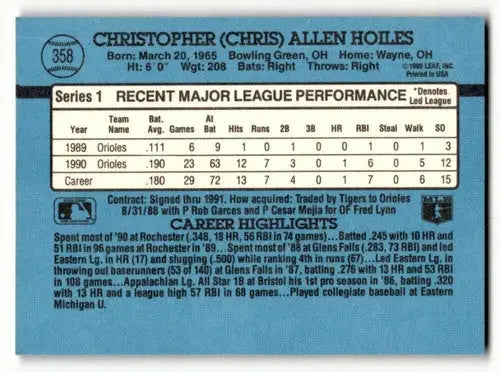 358
CHRISTOPHER (CHRIS) ALLEN HOILES
Born: March 20, 1965 Bowling Green, OH Home: Wayne, OH
Ht: 6'0" Wgt: 208 Bats: Right Throws: Right
©1990 LEAF, INC.
Printed in USA
Series 1 RECENT MAJOR LEAGUE PERFORMANCE *Denotes Led League
Year Team Name Bat. Avg. Games At Bat Hits Runs 2B 3B HR RBI Steal Walk SO
1989 Orioles .111 6 9 1 0 1 0 0 1 0 1 3
1990 Orioles .190 23 63 12 7 3 0 1 6 0 5 12
Career .180 29 72 13 7 4 0 1 7 0 6 15
Contract: Signed thru 1991. How acquired: Traded by Tigers to Orioles
8/31/88 with P Rob Garces and P Cesar Mejia for OF Fred Lynn
MLB
CAREER HIGHLIGHTS
Spent most of '90 at Rochester (.348, 18 HR, 56 RBI in 74 games)... Batted .245 with 10 HR and
51 RBI in 96 games at Rochester in '89... Spent most of '88 at Glens Falls (.283, 73 RBI) and led
Eastern Lg. in HR (17) and slugging (.500) while ranking 4th in runs (67)... Led Eastern Lg. in
throwing out baserunners (53 of 140) at Glens Falls in '87, batting .276 with 13 HR and 53 RBI
in 108 games... Appalachian Lg. All Star 1B at Bristol his 1st pro season in '86, batting .320
with 13 HR and a league high 57 RBI in 68 games... Played collegiate baseball at Eastern
Michigan U.